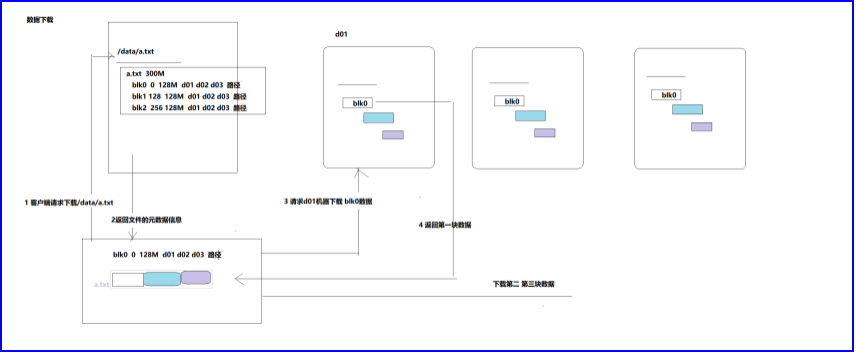 数据下载
/data/a.txt
a.txt 300M
blk0 0 128M d01 d02 d03 路径
blk1 128 128M d01 d02 d03 路径
blk2 256 128M d01 d02 d03 路径
d01
blk0
blk0
blk0
1 客户端请求下载/data/a.txt
2返回文件的元数据信息
3 请求d01机器下载 blk0数据
4 返回第一块数据
blk0 0 128M d01 d02 d03 路径
a.txt
下载第二 第三块数据